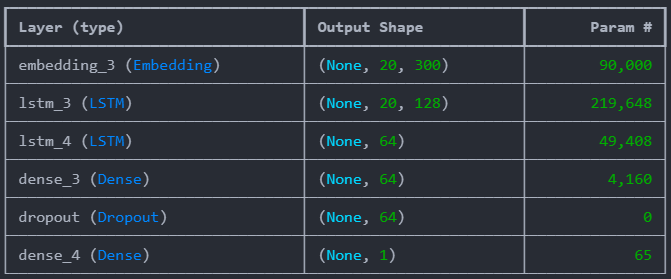 Layer (type) Output Shape Param #
embedding_3 (Embedding) (None, 20, 300) 90,000
lstm_3 (LSTM) (None, 20, 128) 219,648
lstm_4 (LSTM) (None, 64) 49,408
dense_3 (Dense) (None, 64) 4,160
dropout (Dropout) (None, 64) 0
dense_4 (Dense) (None, 1) 65